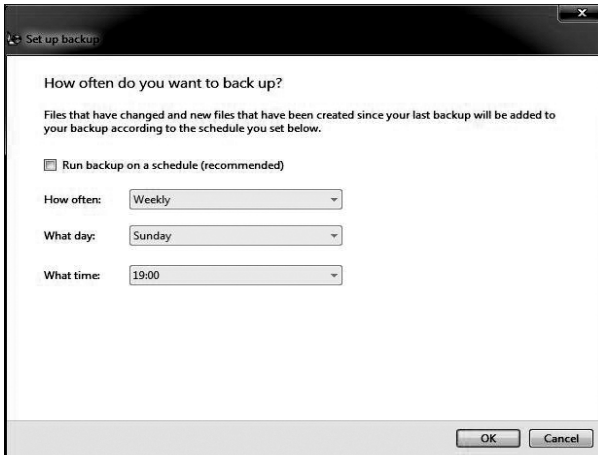 Set up backup
How often do you want to back up?
Files that have changed and new files that have been created since your last backup will be added to
your backup according to the schedule you set below.
Run backup on a schedule (recommended)
How often: Weekly
What day: Sunday
What time: 19:00
OK Cancel